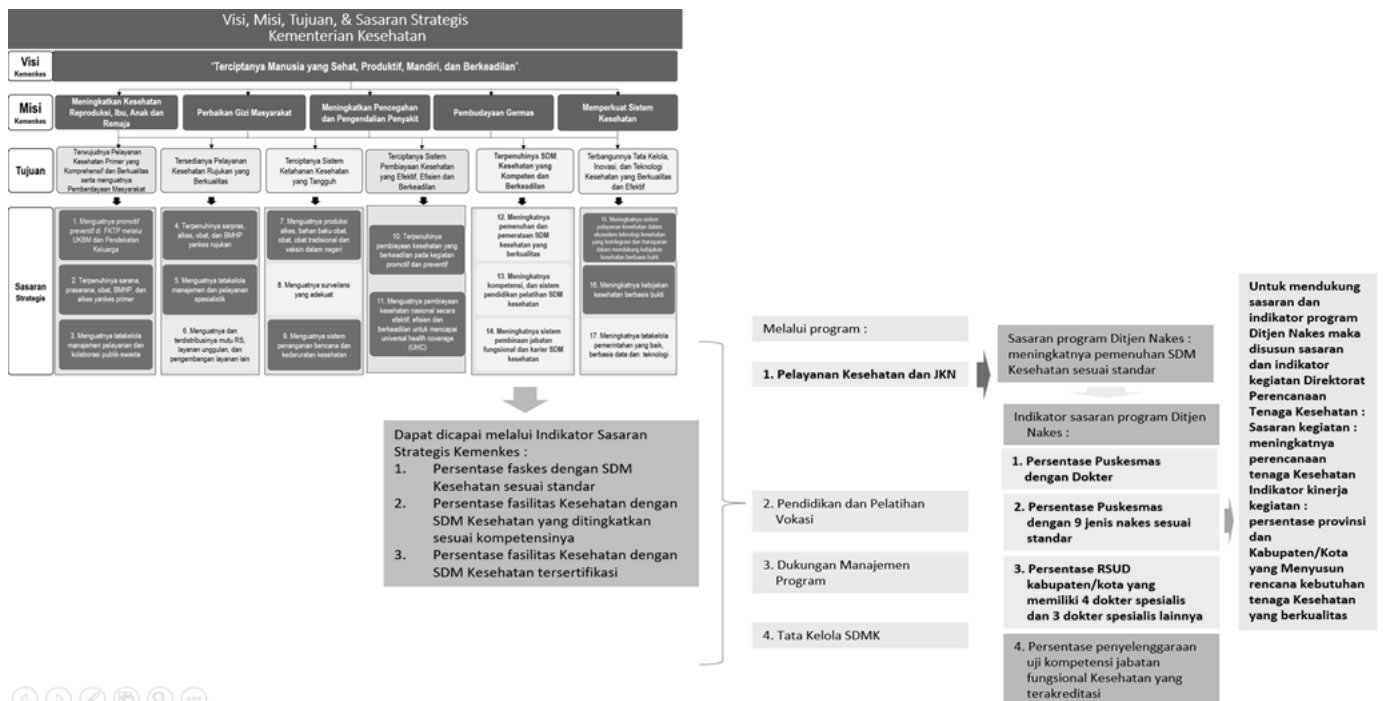 Visi, Misi, Tujuan, & Sasaran Strategis
Kementerian Kesehatan
Visi
Kemenkes
"Terciptanya Manusia yang Sehat, Produktif, Mandiri, dan Berkeadilan".
Misi
Kemenkes
Meningkatkan Kesehatan
Reproduksi, Ibu, Anak dan
Remaja
Perbaikan Gizi Masyarakat
Meningkatkan Pencegahan
dan Pengendalian Penyakit
Pembudayaan Germas
Memperkuat Sistem
Kesehatan
Tujuan
Terwujudnya Pelayanan
Kesehatan Primer yang
Komprehensif dan Berkualitas
serta menguatnya
Pemberdayaan Masyarakat
Tersedianya Pelayanan
Kesehatan Rujukan yang
Berkualitas
Terciptanya Sistem
Ketahanan Kesehatan
yang Tangguh
Terciptanya Sistem
Pembiayaan Kesehatan
yang Efektif, Efisien dan
Berkeadilan
Terpenuhinya SDM
Kesehatan yang
Kompeten dan
Berkeadilan
Terbangunnya Tata Kelola,
Inovasi, dan Teknologi
Kesehatan yang Berkualitas
dan Efektif
Sasaran
Strategis
1. Menguatnya promotif
preventif di FKTP melalui
UKBM dan Pendekatan
Keluarga
2. Terpenuhinya sarana,
prasarana, obat, BMHP, dan
alkes yankes primer
3. Menguatnya tatakelola
manajemen pelayanan dan
kolaborasi publik-swasta
4. Terpenuhinya sarpras,
alkes, obat, dan BMHP
yankes rujukan
5. Menguatnya tatakelola
manajemen dan pelayanan
spesialistik
6. Menguatnya dan
terdistribusinya mutu RS,
layanan unggulan, dan
pengembangan layanan lain
7. Menguatnya produksi
alkes, bahan baku obat,
obat, obat tradisional dan
vaksin dalam negeri
8. Menguatnya surveilans
yang adekuat
9. Menguatnya sistem
penanganan bencana dan
kedaruratan kesehatan
10. Terpenuhinya
pembiayaan kesehatan yang
berkeadilan pada kegiatan
promotif dan preventif
11. Menguatnya pembiayaan
kesehatan nasional secara
efektif, efisien dan
berkeadilan untuk mencapai
universal health coverage
(UHC)
12. Meningkatnya
pemenuhan dan
pemerataan SDM
kesehatan yang
berkualitas
13. Meningkatnya
kompetensi, dan sistem
pendidikan pelatihan SDM
kesehatan
14. Meningkatnya sistem
pembinaan jabatan
fungsional dan karier SDM
kesehatan
15. Meningkatnya sistem
pelayanan kesehatan dalam
ekosistem teknologi kesehatan
yang terintegrasi dan transparan
dalam mendukung kebijakan
kesehatan berbasis bukti
16. Meningkatnya kebijakan
kesehatan berbasis bukti
17. Meningkatnya tatakelola
pemerintahan yang baik,
berbasis data dan teknologi
Dapat dicapai melalui Indikator Sasaran
Strategis Kemenkes :
1. Persentase faskes dengan SDM
Kesehatan sesuai standar
2. Persentase fasilitas Kesehatan dengan
SDM Kesehatan yang ditingkatkan
sesuai kompetensinya
3. Persentase fasilitas Kesehatan dengan
SDM Kesehatan tersertifikasi
Melalui program :
1. Pelayanan Kesehatan dan JKN
2. Pendidikan dan Pelatihan
Vokasi
3. Dukungan Manajemen
Program
4. Tata Kelola SDMK
Sasaran program Ditjen Nakes :
meningkatnya pemenuhan SDM
Kesehatan sesuai standar
Indikator sasaran program Ditjen
Nakes :
1. Persentase Puskesmas
dengan Dokter
2. Persentase Puskesmas
dengan 9 jenis nakes sesuai
standar
3. Persentase RSUD
kabupaten/kota yang
memiliki 4 dokter spesialis
dan 3 dokter spesialis lainnya
4. Persentase penyelenggaraan
uji kompetensi jabatan
fungsional Kesehatan yang
terakreditasi
Untuk mendukung
sasaran dan
indikator program
Ditjen Nakes maka
disusun sasaran
dan indikator
kegiatan Direktorat
Perencanaan
Tenaga Kesehatan :
Sasaran kegiatan :
meningkatnya
perencanaan
tenaga Kesehatan
Indikator kinerja
kegiatan :
persentase provinsi
dan
Kabupaten/Kota
yang Menyusun
rencana kebutuhan
tenaga Kesehatan
yang berkualitas